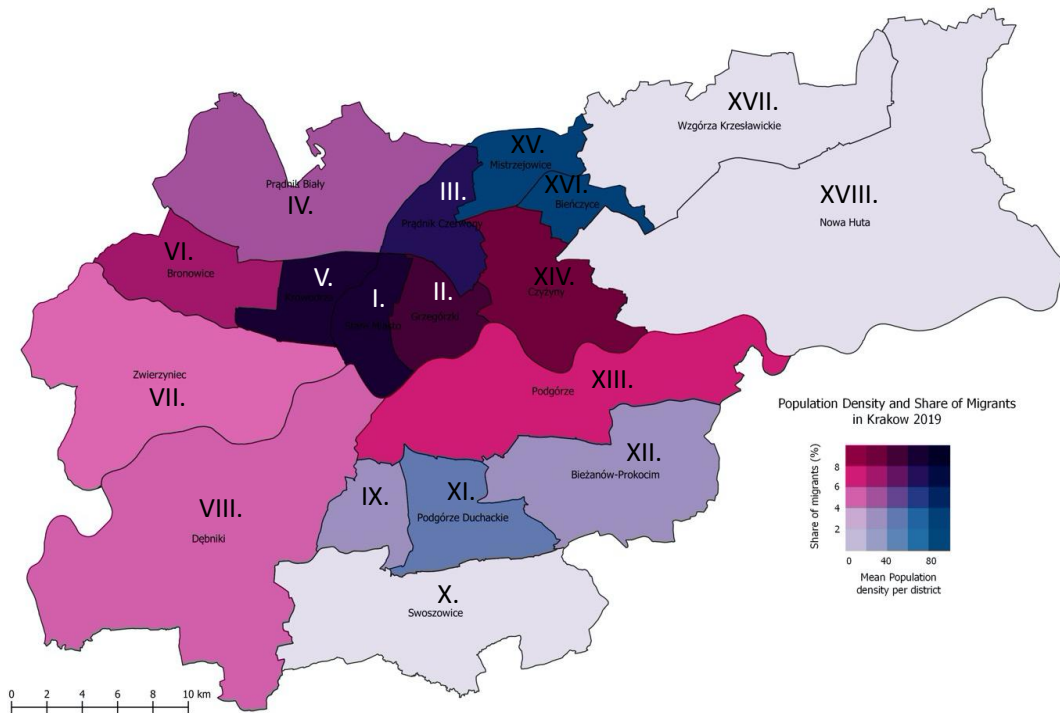 XVII.
Wzgórza Krzesławickie
XV.
Mistrzejowice
XVI.
Bieńczyce
XVIII.
Nowa Huta
III.
Prądnik Czerwony
Prądnik Biały
IV.
VI.
Bronowice
V.
Krowodrza
I.
Stare Miasto
II.
Grzegórzki
XIV.
Czyżyny
Zwierzyniec
VII.
XIII.
Podgórze
XII.
Bieżanów-Prokocim
IX.
XI.
Podgórze Duchackie
VIII.
Dębniki
X.
Swoszowice
Population Density and Share of Migrants
in Krakow 2019
Share of migrants (%)
8
6
4
2
0 40 80
Mean Population
density per district
0 2 4 6 8 10 km